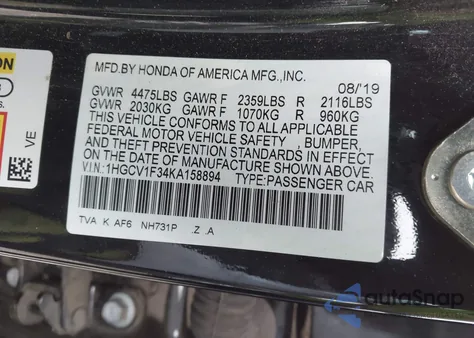 MFD.BY HONDA OF AMERICA MFG.,INC.
08/'19
GVWR 4475LBS GAWR F 2359LBS R 2116LBS
GVWR 2030KG GAWR F 1070KG R 960KG
THIS VEHICLE CONFORMS TO ALL APPLICABLE
FEDERAL MOTOR VEHICLE SAFETY , BUMPER,
AND THEFT PREVENTION STANDARDS IN EFFECT
ON THE DATE OF MANUFACTURE SHOWN ABOVE.
V.I.N:1HGCV1F34KA158894 TYPE:PASSENGER CAR
TVA K AF6 NH731P .Z .A
VE
autoSnap